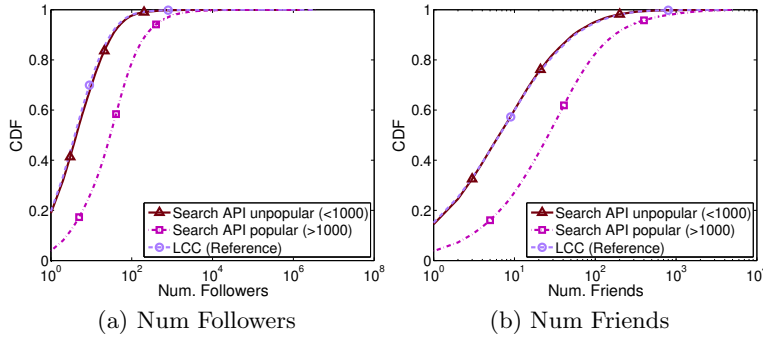 1
0.8
0.6
0.4
0.2
0
CDF
10^0 10^2 10^4 10^6 10^8
Num. Followers
Search API unpopular (<1000)
Search API popular (>1000)
LCC (Reference)
(a) Num Followers
1
0.8
0.6
0.4
0.2
0
CDF
10^0 10^1 10^2 10^3 10^4
Num. Friends
Search API unpopular (<1000)
Search API popular (>1000)
LCC (Reference)
(b) Num Friends